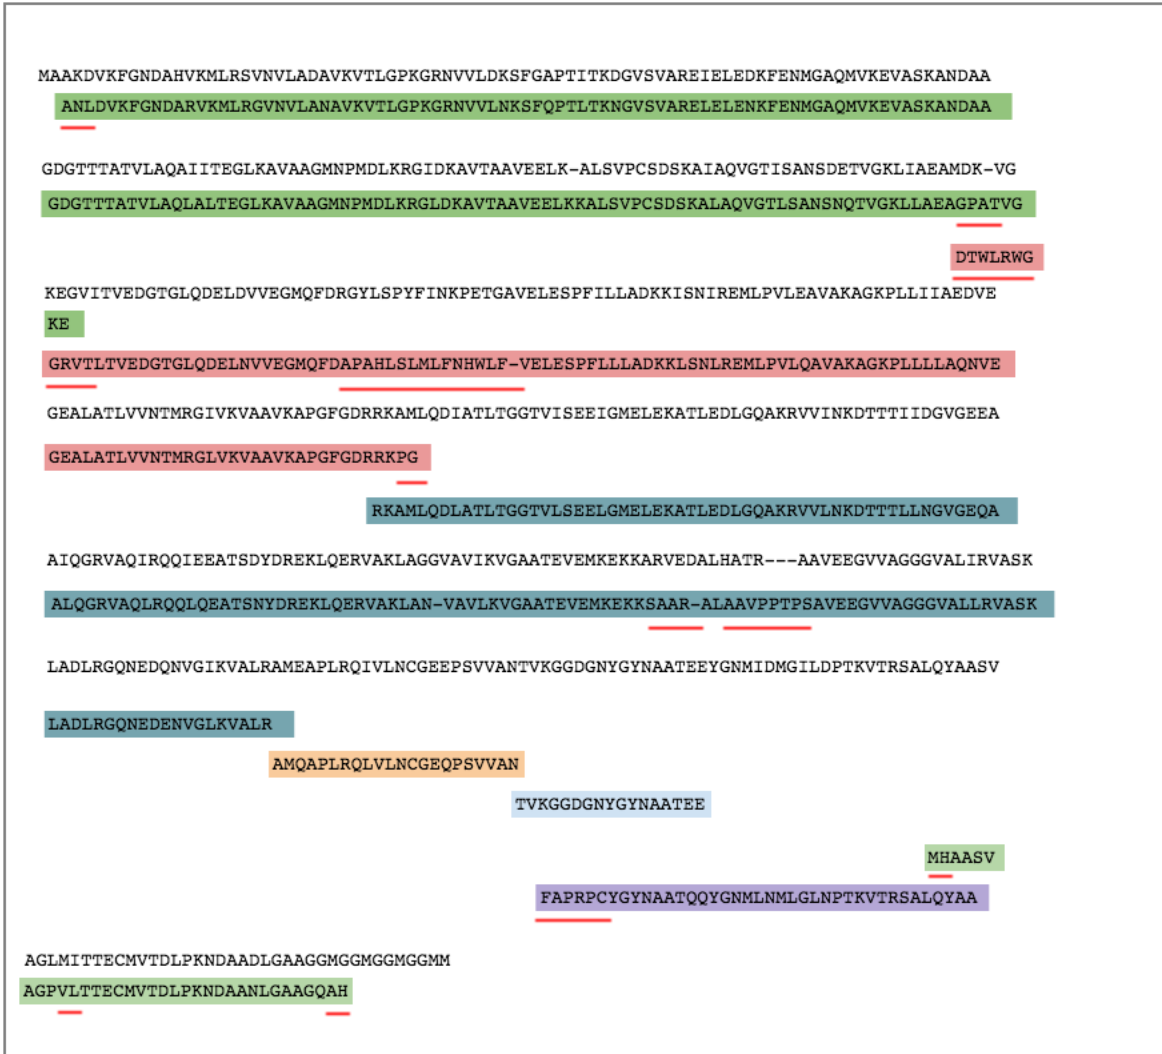 MAAKDVKFGNDAHVKMLRSVNVLADAVKVTLGPKGRNVVLDKSFGAPTITKDGVSVAREIELEDKFENMGAQMVKEVASKANDAA
ANLDVKFGNDARVKMLRGVNVLANAVKVTLGPKGRNVVLNKSFQPTLTKNGVSVARELELENKFENMGAQMVKEVASKANDAA
GDGTTTATVLAQAIITEGLKAVAAGMNPMDLKRGIDKAVTAAVEELK-ALSVPCSDSKAIAQVGTISANSDETVGKLIAEAMDK-VG
GDGTTTATVLAQLALTEGLKAVAAGMNPMDLKRGLDKAVTAAVEELKKALSVPCSDSKALAQVGTLSANSNQTVGKLLAEAGPATVG
DTWLRWG
KEGVITVEDGTGLQDELDVVEGMQFDRGYLSPYFINKPETGAVELESPFILLADKKISNIREMLPVLEAVAKAGKPLLIIAEDVE
KE
GRVTLTVEDGTGLQDELNVVEGMQFDAPAHLSLMLFNHWLF-VELESPFLLLADKKLSNLREMLPVLQAVAKAGKPLLLLAQNVE
GEALATLVVNTMRGIVKVAAVKAPGFGDRRKAMLQDIATLTGGTVISEEIGMELEKATLEDLGQAKRVVINKDTTTIIDGVGEEA
GEALATLVVNTMRGLVKVAAVKAPGFGDRRKPG
RKAMLQDLATLTGGTVLSEELGMELEKATLEDLGQAKRVVLNKDTTTLLNGVGEQA
AIQGRVAQIRQQIEEATSDYDREKLQERVAKLAGGVAVIKVGAATEVEMKEKKARVEDALHATR---AAVEEGVVAGGGVALIRVASK
ALQGRVAQLRQQLQEATSNYDREKLQERVAKLAN-VAVLKVGAATEVEMKEKKSAAR-ALAAVPPTPSAVEEGVVAGGGVALLRVASK
LADLRGQNEDQNVGIKVALRAMEAPLRQIVLNCGEEPSVVANTVKGGDGNYGYNAATEEYGNMIDMGILDPTKVTRSALQYAASV
LADLRGQNEDENVGLKVALR
AMQAPLRQLVLNCGEQPSVVAN
TVKGGDGNYGYNAATEE
MHAASV
FAPRPCYGYNAATQQYGNMLNMLGLNPTKVTRSALQYAA
AGLMITTECMVTDLPKNDAADLGAAGGMGGMGGMGGMM
AGPVLTTECMVTDLPKNDAANLGAAGQAH